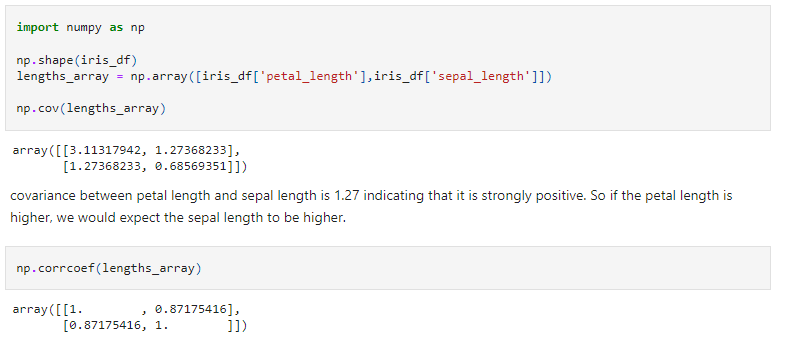 import numpy as np
np.shape(iris_df)
lengths_array = np.array([iris_df['petal_length'],iris_df['sepal_length']])
np.cov(lengths_array)
array([[3.11317942, 1.27368233],
[1.27368233, 0.68569351]])
covariance between petal length and sepal length is 1.27 indicating that it is strongly positive. So if the petal length is
higher, we would expect the sepal length to be higher.
np.corrcoef(lengths_array)
array([[1.        , 0.87175416],
[0.87175416, 1.        ]])